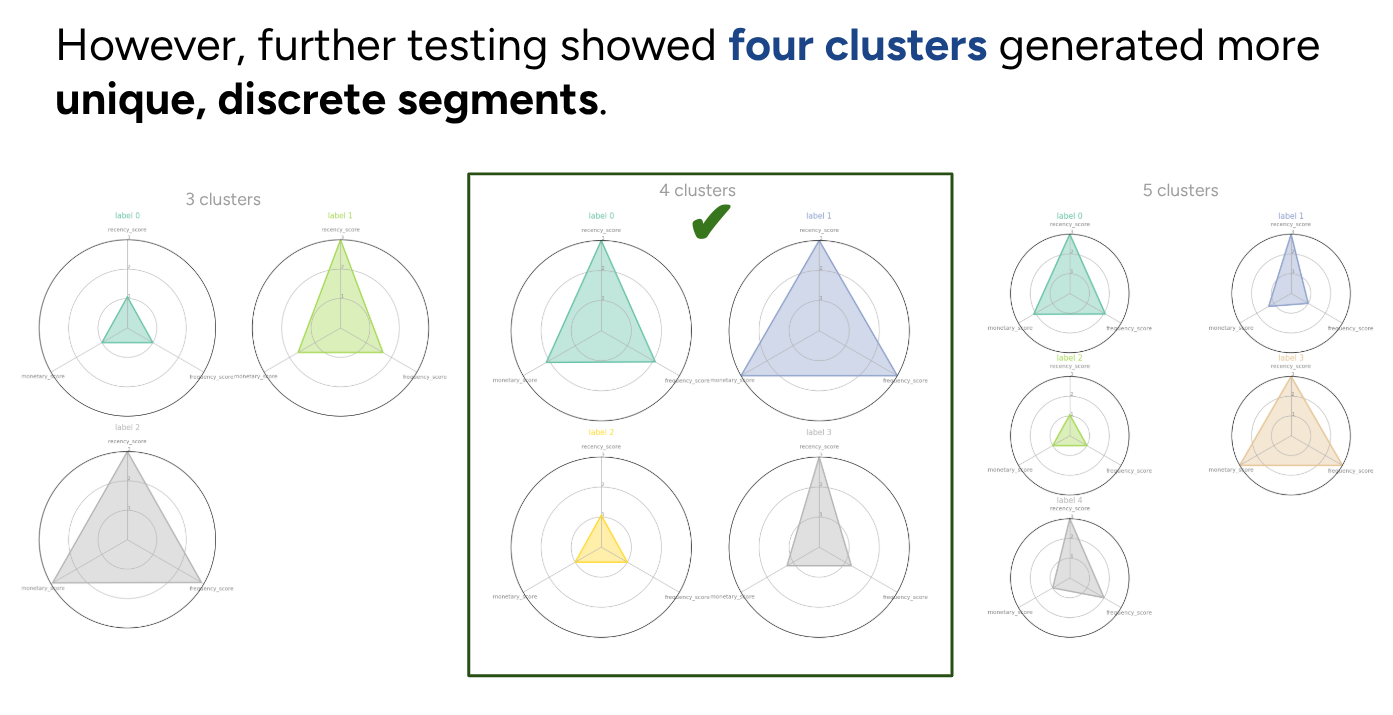 However, further testing showed four clusters generated more
unique, discrete segments.
3 clusters
label 0
recency_score
monetary_score
frequency_score
label 1
recency_score
monetary_score
frequency_score
label 2
recency_score
monetary_score
frequency_score
4 clusters
✔
label 0
recency_score
monetary_score
frequency_score
label 1
recency_score
monetary_score
frequency_score
label 2
recency_score
monetary_score
frequency_score
label 3
recency_score
monetary_score
frequency_score
5 clusters
label 0
recency_score
monetary_score
frequency_score
label 1
recency_score
monetary_score
frequency_score
label 2
recency_score
monetary_score
frequency_score
label 3
recency_score
monetary_score
frequency_score
label 4
recency_score
monetary_score
frequency_score